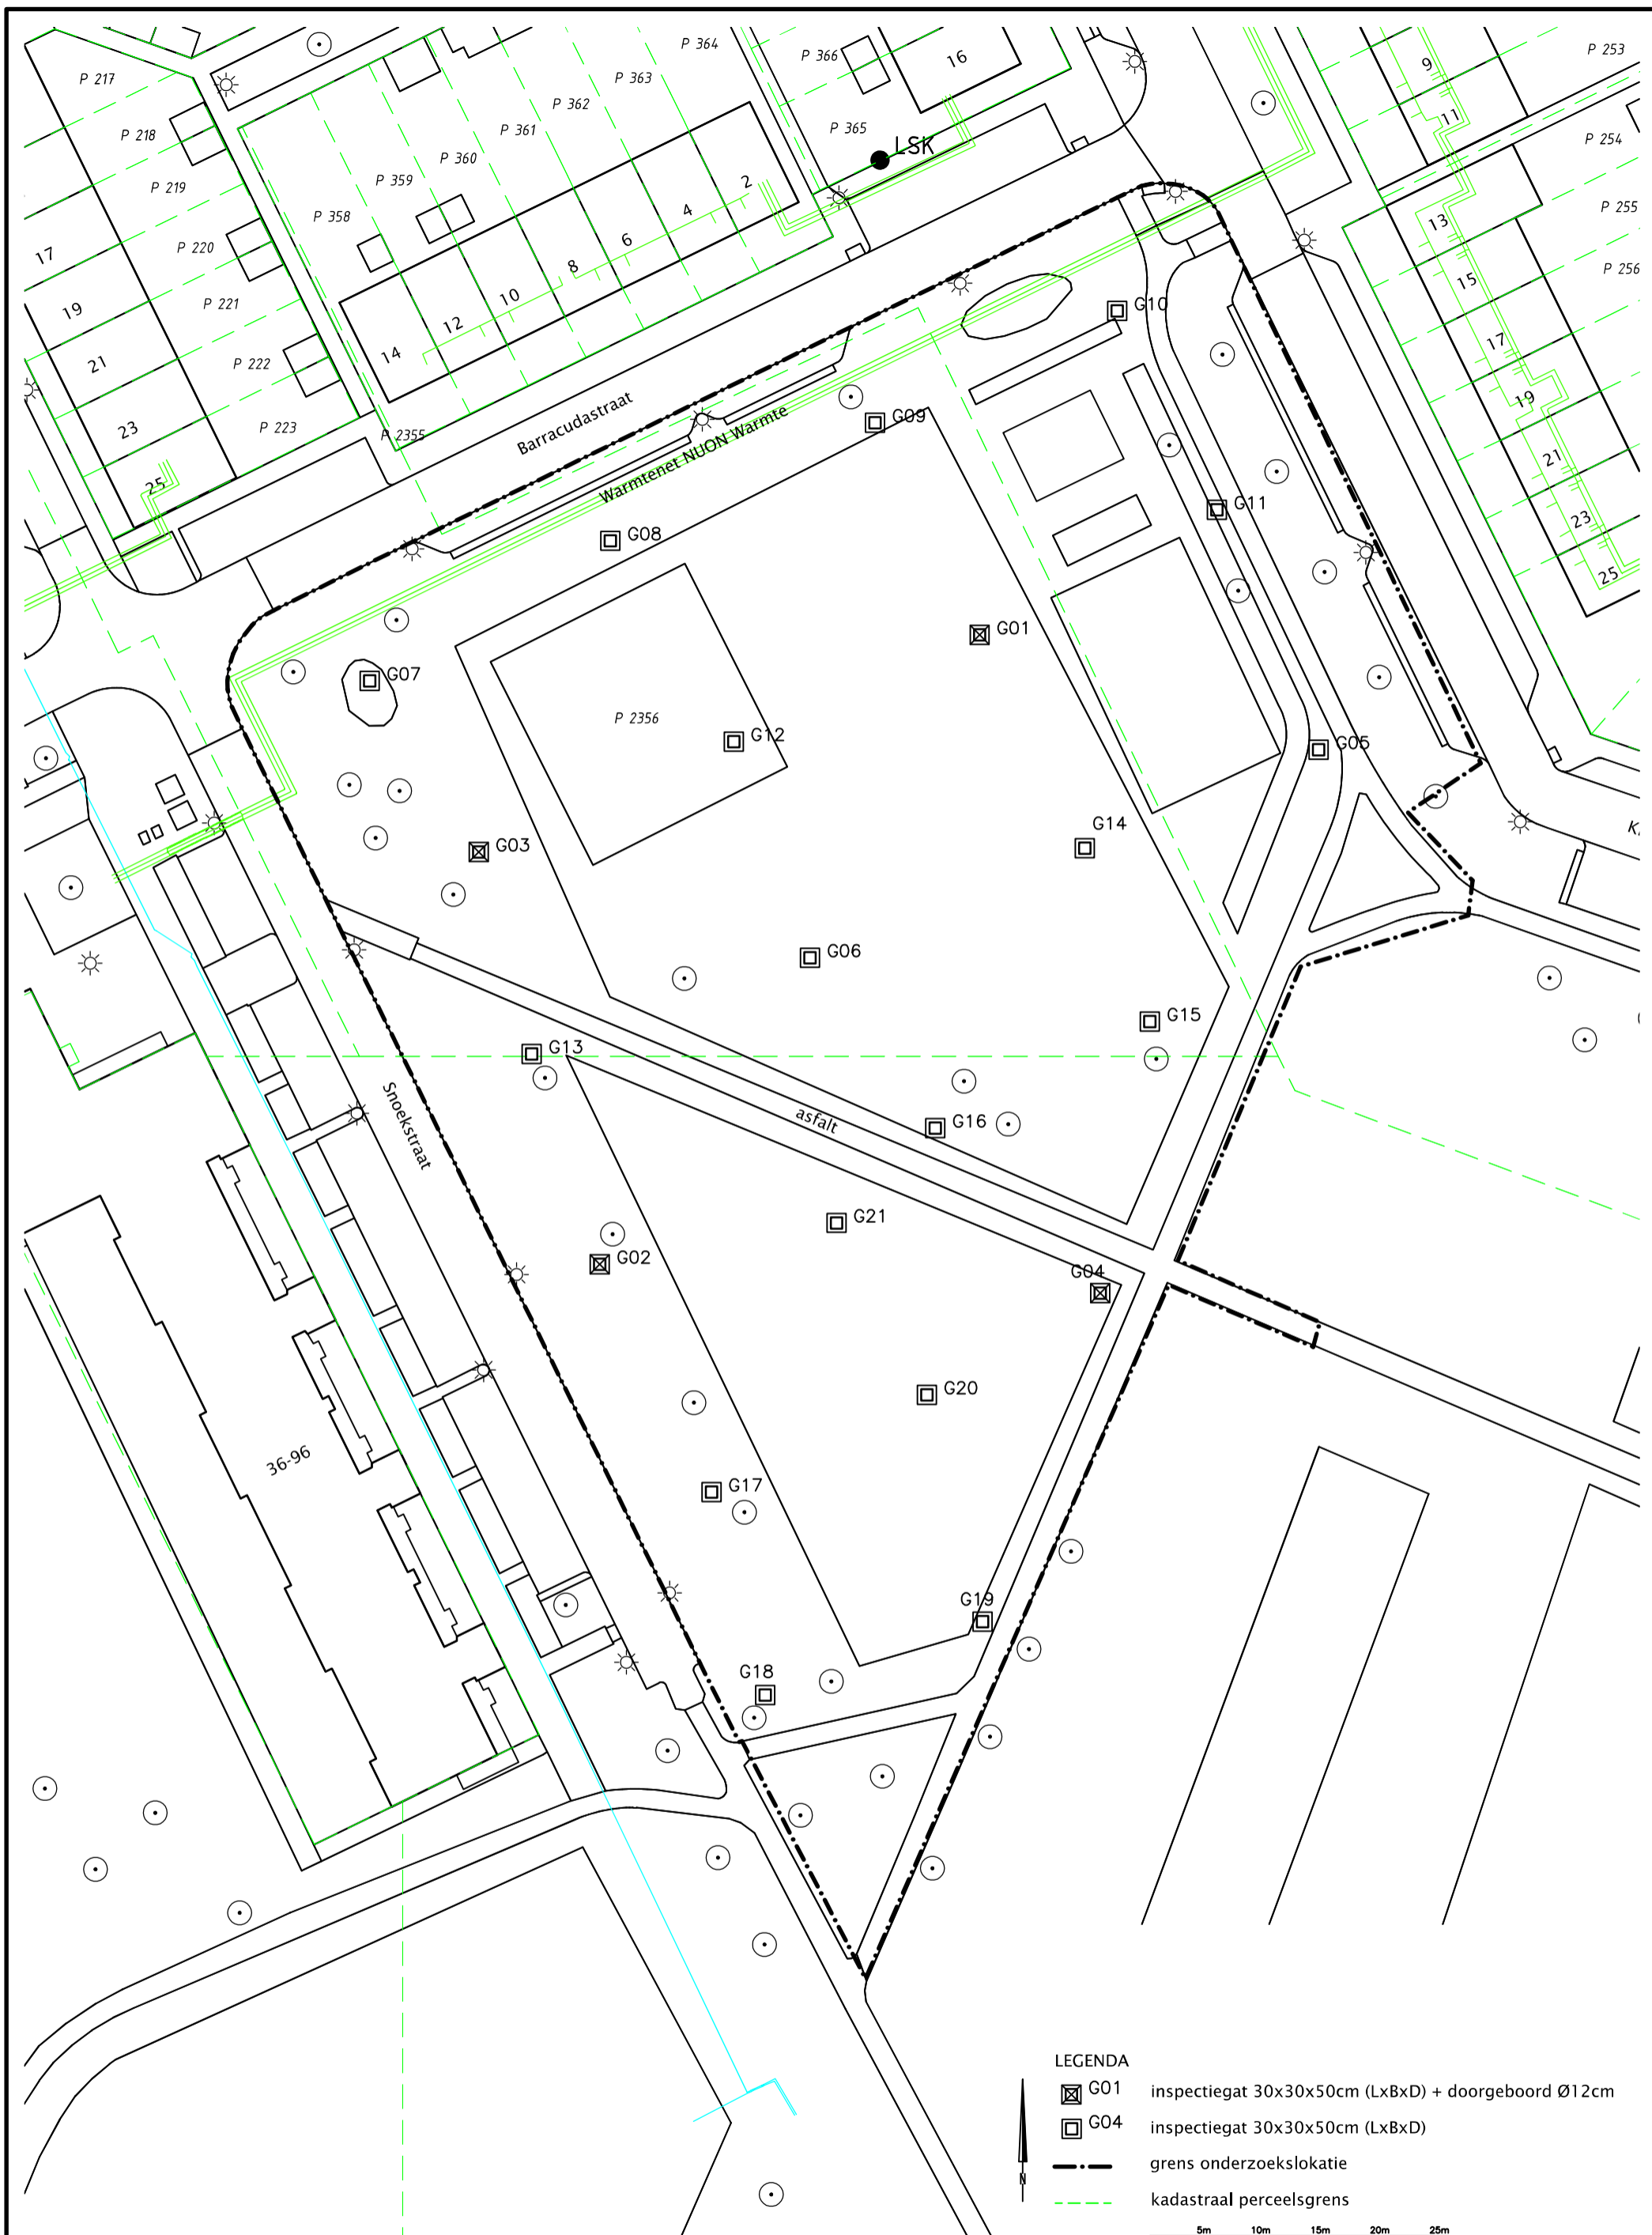 P 217
P 218
P 219
P 220
P 221
P 222
P 223
17
19
21
23
25
P 358
P 359
P 360
P 361
P 362
P 363
P 364
P 366
P 365
P 2355
16
LSK
2
4
6
8
10
12
14
9
11
13
15
17
19
21
23
25
P 253
P 254
P 255
P 256
Barracudastraat
Warmtenet NUON Warmte
G10
G09
G08
G11
G01
G07
P 2356
G12
G05
G03
G14
G06
G15
G13
Snoekstraat
asfalt
G16
G21
G02
G04
G20
36-96
G17
G19
G18
LEGENDA
G01 inspectiegat 30x30x50cm (LxBxD) + doorgeboord Ø12cm
G04 inspectiegat 30x30x50cm (LxBxD)
grens onderzoekslokatie
kadastraal perceelsgrens
N
5m 10m 15m 20m 25m